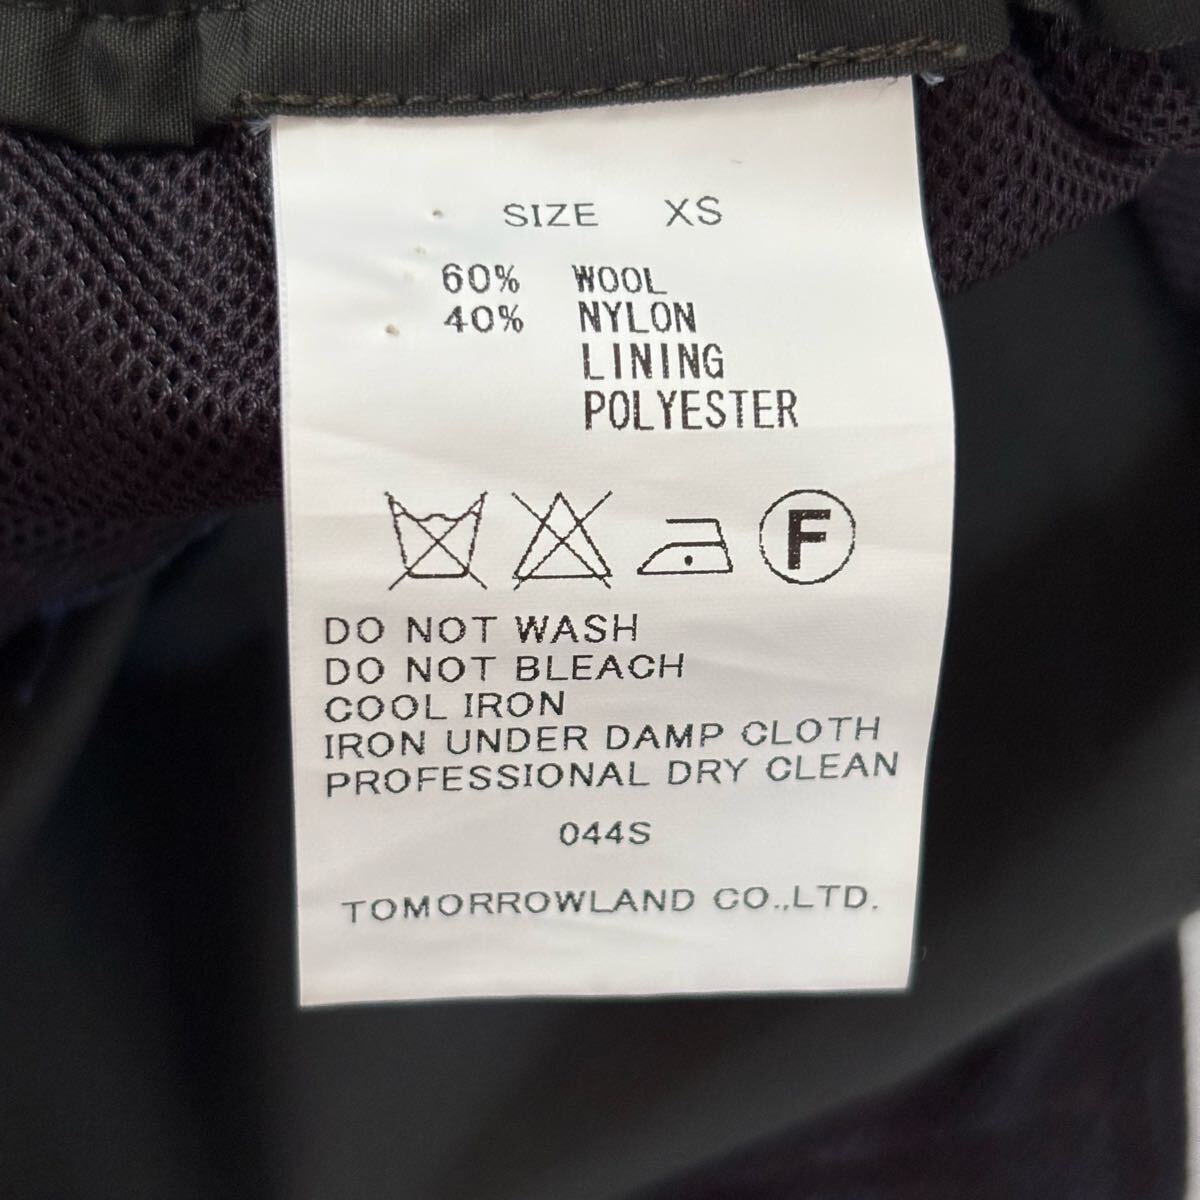 SIZE XS
60% WOOL
40% NYLON
LINING
POLYESTER
F
DO NOT WASH
DO NOT BLEACH
COOL IRON
IRON UNDER DAMP CLOTH
PROFESSIONAL DRY CLEAN
044S
TOMORROWLAND CO.,LTD.